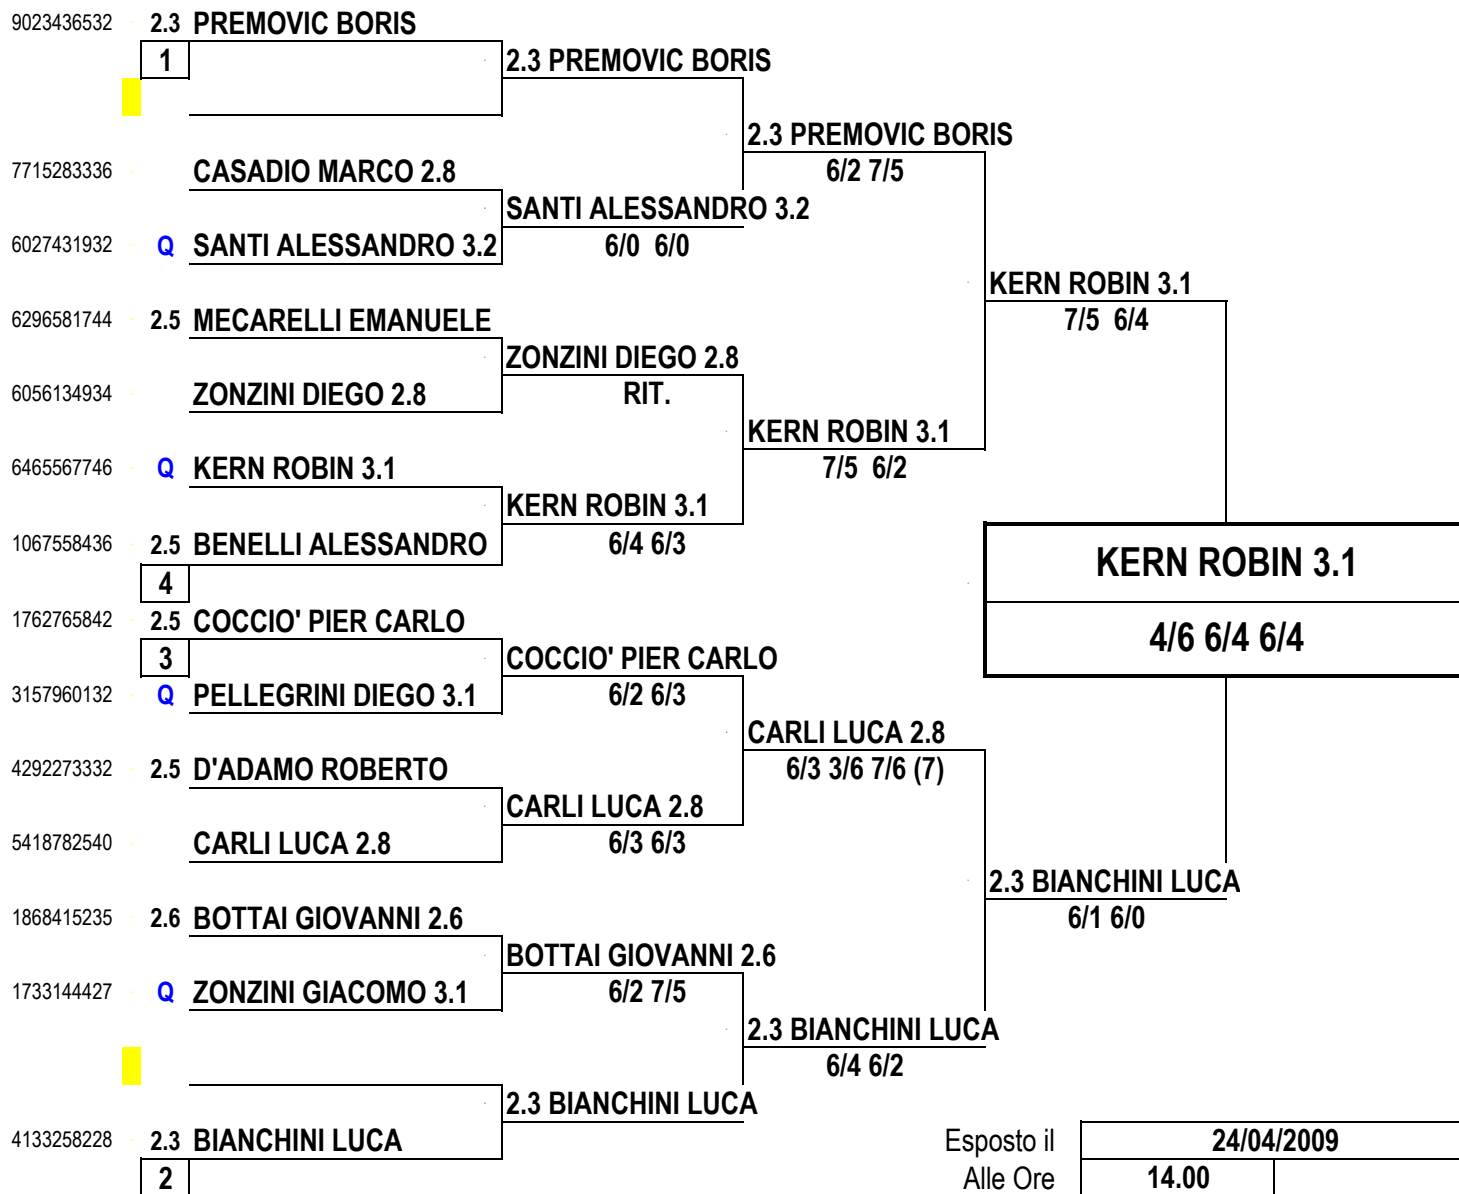 9023436532 2.3 PREMOVIC BORIS
1 2.3 PREMOVIC BORIS
2.3 PREMOVIC BORIS
7715283336 CASADIO MARCO 2.8 6/2 7/5
SANTI ALESSANDRO 3.2
6027431932 Q SANTI ALESSANDRO 3.2 6/0 6/0
KERN ROBIN 3.1
6296581744 2.5 MECARELLI EMANUELE 7/5 6/4
ZONZINI DIEGO 2.8
6056134934 ZONZINI DIEGO 2.8 RIT.
KERN ROBIN 3.1
6465567746 Q KERN ROBIN 3.1 7/5 6/2
KERN ROBIN 3.1
1067558436 2.5 BENELLI ALESSANDRO 6/4 6/3
KERN ROBIN 3.1
4
1762765842 2.5 COCCIO' PIER CARLO
4/6 6/4 6/4
3 COCCIO' PIER CARLO
3157960132 Q PELLEGRINI DIEGO 3.1 6/2 6/3
CARLI LUCA 2.8
4292273332 2.5 D'ADAMO ROBERTO 6/3 3/6 7/6 (7)
CARLI LUCA 2.8
5418782540 CARLI LUCA 2.8 6/3 6/3
2.3 BIANCHINI LUCA
1868415235 2.6 BOTTAI GIOVANNI 2.6 6/1 6/0
BOTTAI GIOVANNI 2.6
1733144427 Q ZONZINI GIACOMO 3.1 6/2 7/5
2.3 BIANCHINI LUCA
6/4 6/2
2.3 BIANCHINI LUCA
4133258228 2.3 BIANCHINI LUCA Esposto il 24/04/2009
2 Alle Ore 14.00